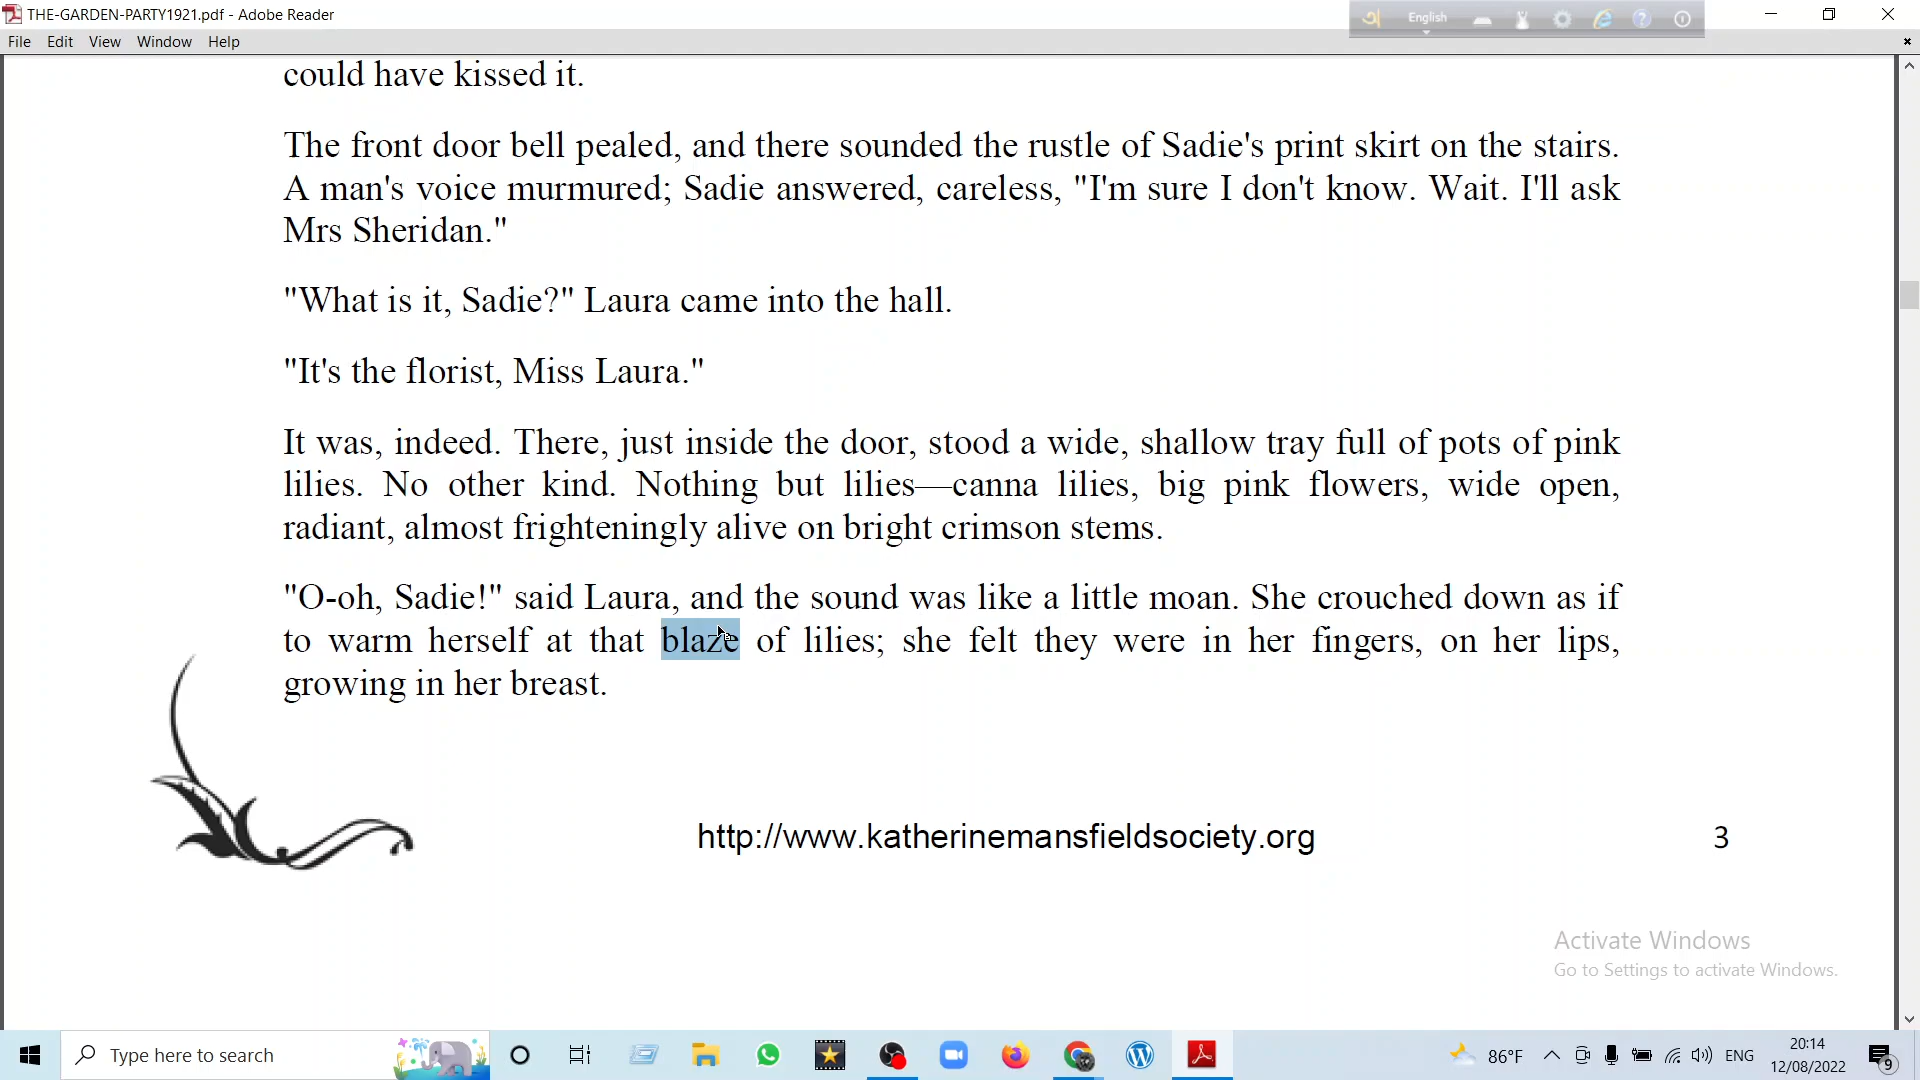 THE-GARDEN-PARTY1921.pdf - Adobe Reader
English
File Edit View Window Help
could have kissed it.
The front door bell pealed, and there sounded the rustle of Sadie's print skirt on the stairs.
A man's voice murmured; Sadie answered, careless, "I'm sure I don't know. Wait. I'll ask
Mrs Sheridan."
"What is it, Sadie?" Laura came into the hall.
"It's the florist, Miss Laura."
It was, indeed. There, just inside the door, stood a wide, shallow tray full of pots of pink
lilies. No other kind. Nothing but lilies—canna lilies, big pink flowers, wide open,
radiant, almost frighteningly alive on bright crimson stems.
"O-oh, Sadie!" said Laura, and the sound was like a little moan. She crouched down as if
to warm herself at that blaze of lilies; she felt they were in her fingers, on her lips,
growing in her breast.
http://www.katherinemansfieldsociety.org
3
Activate Windows
Go to Settings to activate Windows.
Type here to search
86°F
ENG
20:14
12/08/2022
9